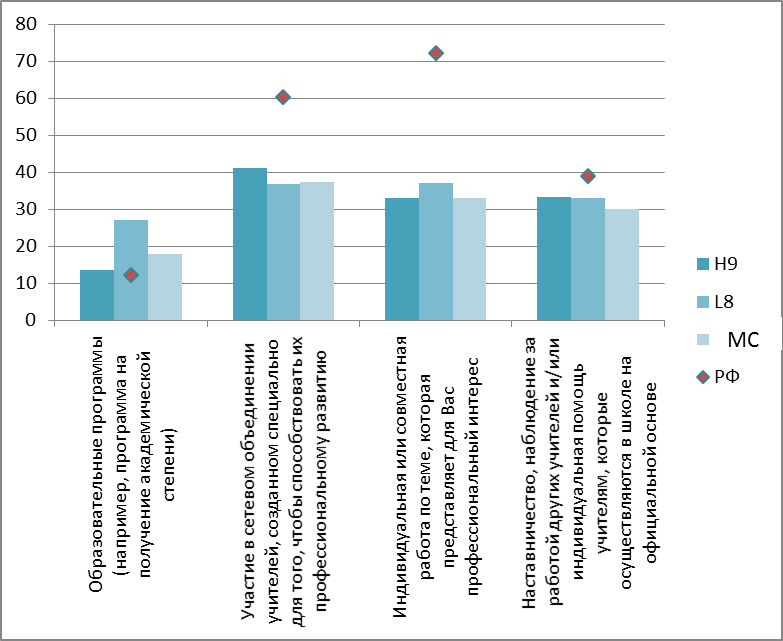 80
70
60
50
40
30
20
10
0
Образовательные программы
(например, программа на
получение академической
степени)
Участие в сетевом объединении
учителей, созданном специально
для того, чтобы способствовать их
профессиональному развитию
Индивидуальная или совместная
работа по теме, которая
представляет для Вас
профессиональный интерес
Наставничество, наблюдение за
работой других учителей и/или
индивидуальная помощь
учителям, которые
осуществляются в школе на
официальной основе
H9
L8
МС
РФ